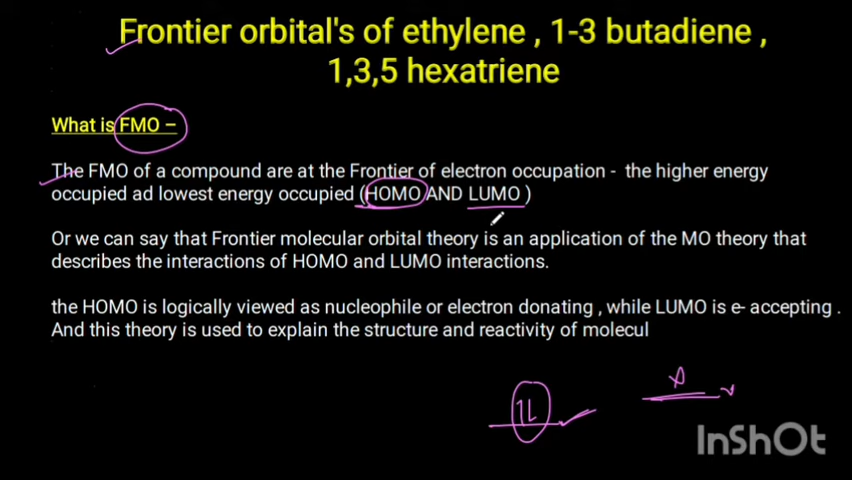 Frontier orbital's of ethylene , 1-3 butadiene ,
1,3,5 hexatriene
What is FMO –
The FMO of a compound are at the Frontier of electron occupation - the higher energy
occupied ad lowest energy occupied (HOMO AND LUMO )
Or we can say that Frontier molecular orbital theory is an application of the MO theory that
describes the interactions of HOMO and LUMO interactions.
the HOMO is logically viewed as nucleophile or electron donating , while LUMO is e- accepting .
And this theory is used to explain the structure and reactivity of molecul
InShOt